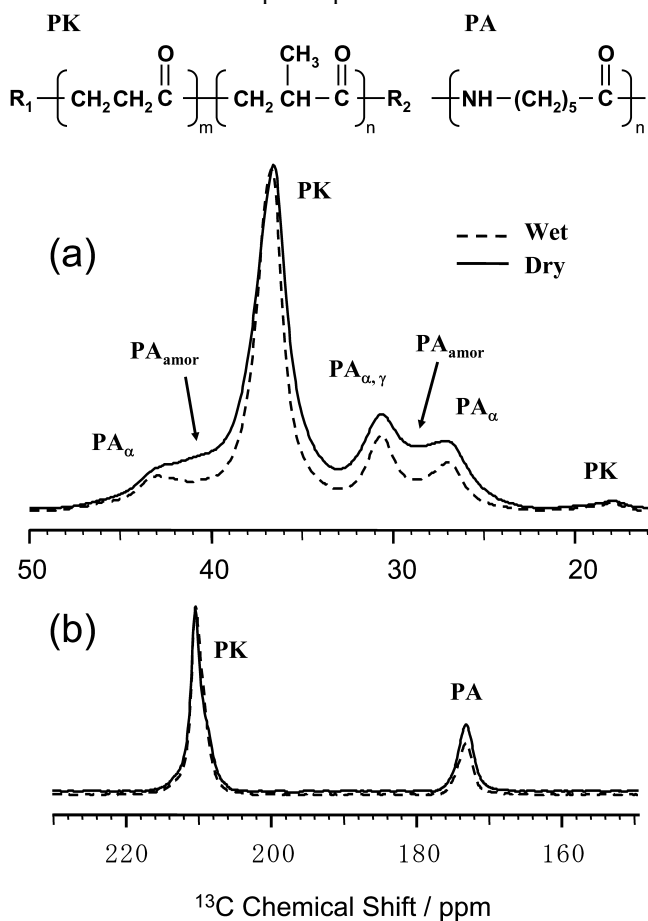 PK PA
O CH₃ O O
R₁ CH₂CH₂C m CH₂ CH C n R₂ NH (CH₂)₅ C n
PK
(a)
Wet
Dry
PAamor PAα, γ PAamor
PAα PAα
PK
50 40 30 20
(b)
PK
PA
220 200 180 160
¹³C Chemical Shift / ppm